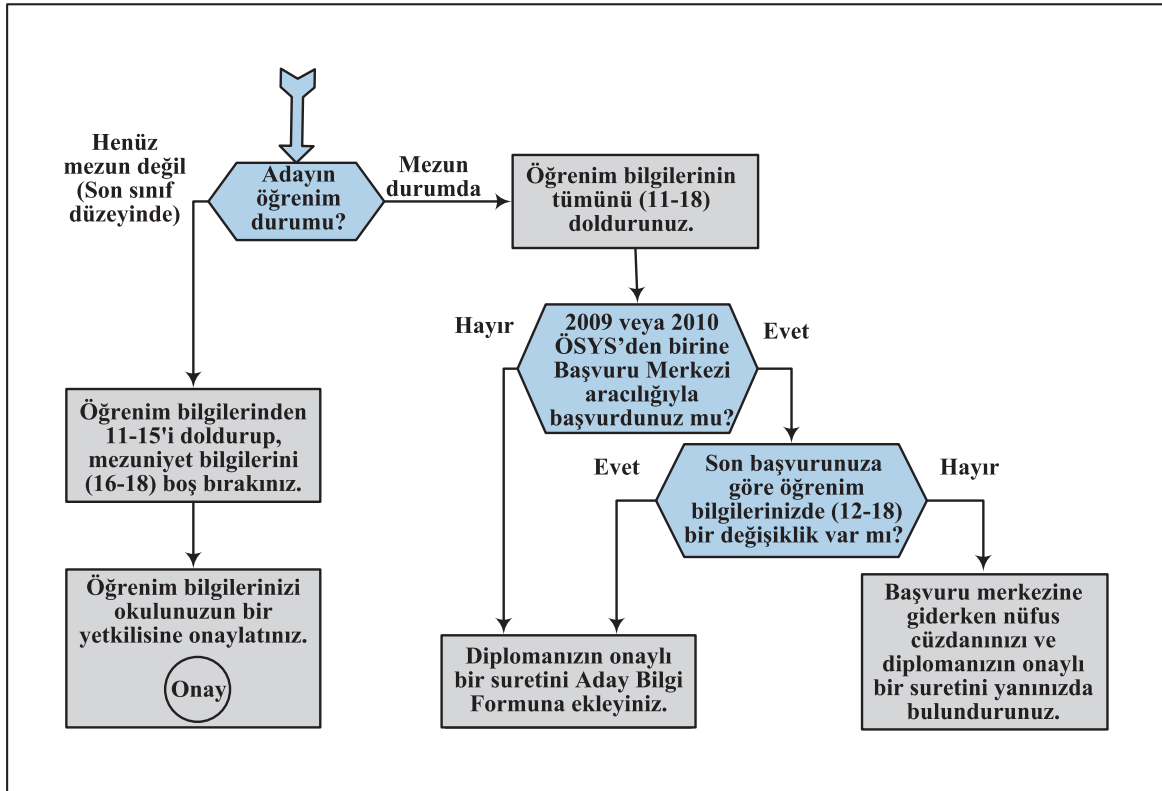 Henüz
mezun değil
(Son sınıf
düzeyinde)
Adayın
öğrenim
durumu?
Mezun
durumda
Öğrenim bilgilerinin
tümünü (11-18)
doldurunuz.
Hayır
2009 veya 2010
ÖSYS’den birine
Başvuru Merkezi
aracılığıyla
başvurdunuz mu?
Evet
Öğrenim bilgilerinden
11-15'i doldurup,
mezuniyet bilgilerini
(16-18) boş bırakınız.
Evet
Son başvurunuza
göre öğrenim
bilgilerinizde (12-18)
bir değişiklik var mı?
Hayır
Öğrenim bilgilerinizi
okulunuzun bir
yetkilisine onaylatınız.
Onay
Diplomanızın onaylı
bir suretini Aday Bilgi
Formuna ekleyiniz.
Başvuru merkezine
giderken nüfus
cüzdanınızı ve
diplomanızın onaylı
bir suretini yanınızda
bulundurunuz.